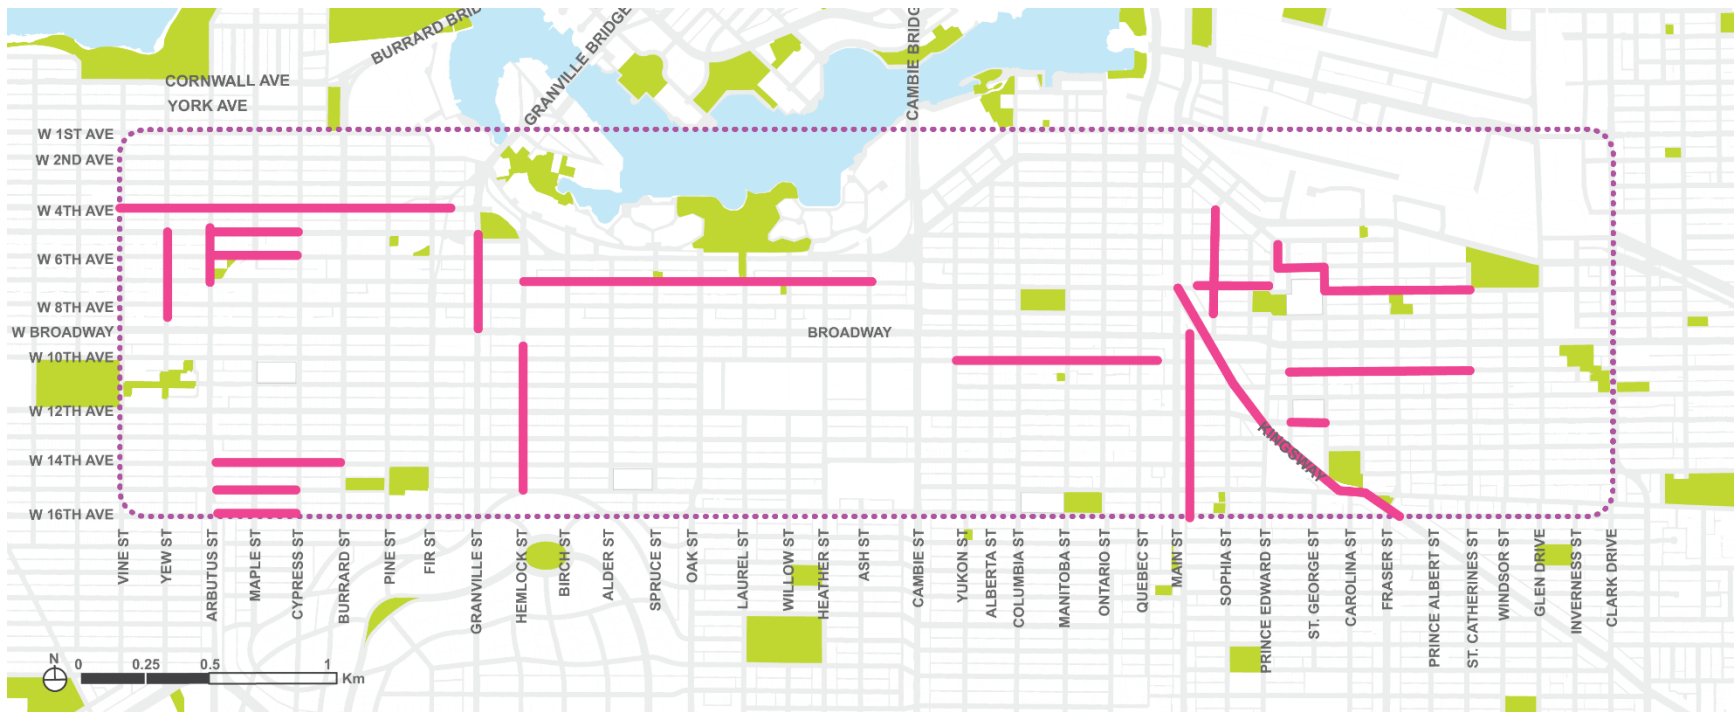 BURRARD BRID
GRANVILLE BRIDGE
CAMBIE BRIDG
CORNWALL AVE
YORK AVE
W 1ST AVE
W 2ND AVE
W 4TH AVE
W 6TH AVE
W 8TH AVE
W BROADWAY
BROADWAY
W 10TH AVE
W 12TH AVE
KINGSWAY
W 14TH AVE
W 16TH AVE
VINE ST
YEW ST
ARBUTUS ST
MAPLE ST
CYPRESS ST
BURRARD ST
PINE ST
FIR ST
GRANVILLE ST
HEMLOCK ST
BIRCH ST
ALDER ST
SPRUCE ST
OAK ST
LAUREL ST
WILLOW ST
HEATHER ST
ASH ST
CAMBIE ST
YUKON ST
ALBERTA ST
COLUMBIA ST
MANITOBA ST
ONTARIO ST
QUEBEC ST
MAIN ST
SOPHIA ST
PRINCE EDWARD ST
ST. GEORGE ST
CAROLINA ST
FRASER ST
PRINCE ALBERT ST
ST. CATHERINES ST
WINDSOR ST
GLEN DRIVE
INVERNESS ST
CLARK DRIVE
N
0 0.25 0.5 1
Km